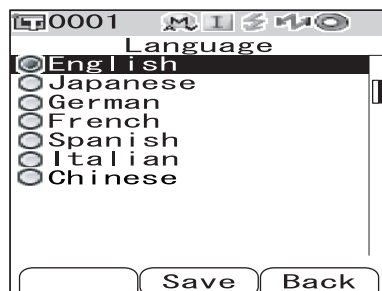 0001 M I
Language
English
Japanese
German
French
Spanish
Italian
Chinese
Save Back